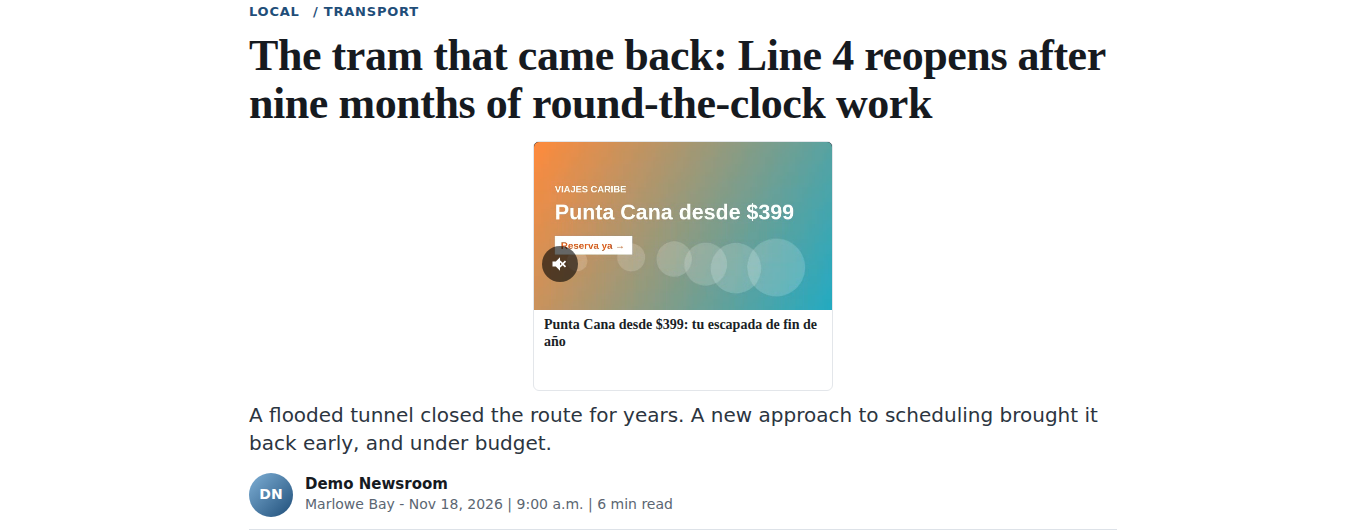 LOCAL / TRANSPORT
The tram that came back: Line 4 reopens after
nine months of round-the-clock work
VIAJES CARIBE
Punta Cana desde $399
Reserva ya →
Punta Cana desde $399: tu escapada de fin de
año
A flooded tunnel closed the route for years. A new approach to scheduling brought it
back early, and under budget.
DN
Demo Newsroom
Marlowe Bay - Nov 18, 2026 | 9:00 a.m. | 6 min read